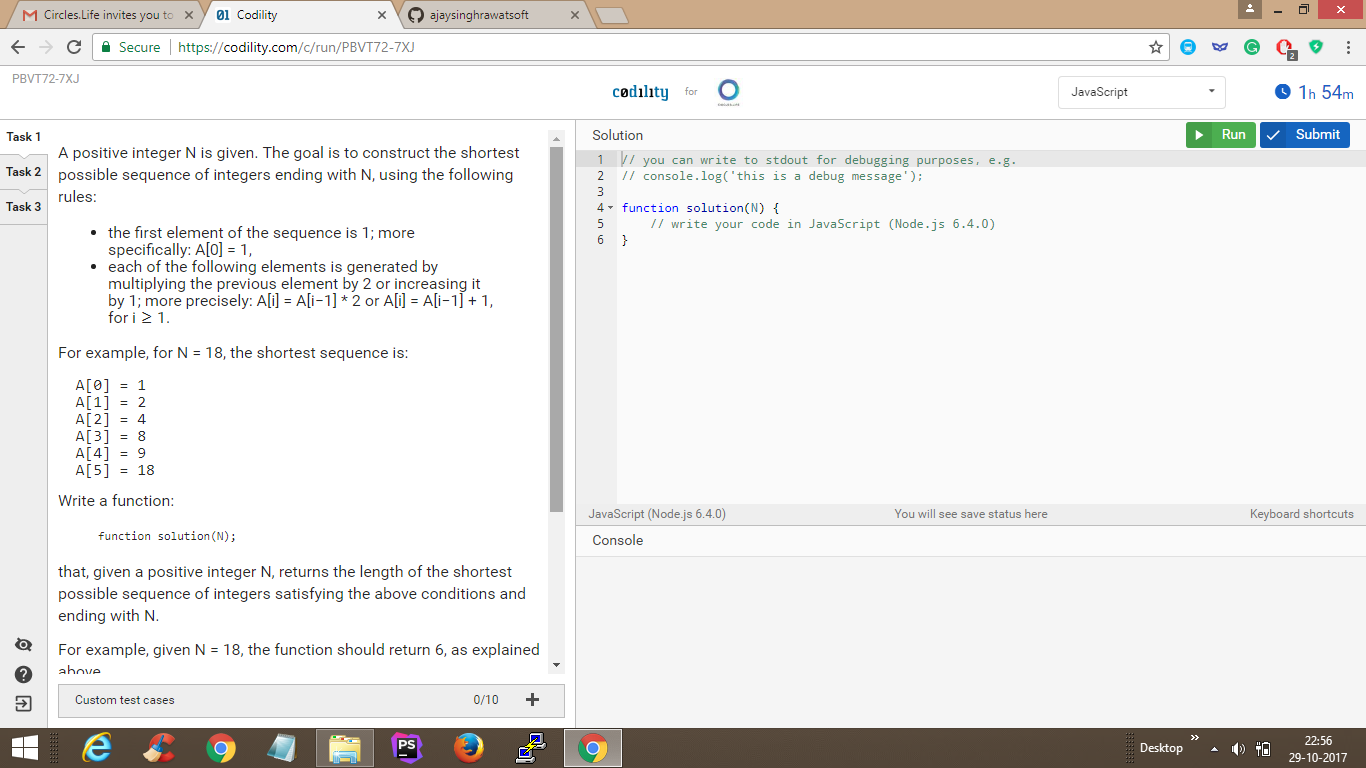 Circles.Life invites you to
Codility
ajaysinghrawatsoft
Secure
https://codility.com/c/run/PBVT72-7XJ
2
PBVT72-7XJ
codility for
JavaScript
1h 54m
Task 1
Task 2
Task 3
A positive integer N is given. The goal is to construct the shortest
possible sequence of integers ending with N, using the following
rules:
• the first element of the sequence is 1; more
specifically: A[0] = 1,
• each of the following elements is generated by
multiplying the previous element by 2 or increasing it
by 1; more precisely: A[i] = A[i−1] * 2 or A[i] = A[i−1] + 1,
for i ≥ 1.
For example, for N = 18, the shortest sequence is:
A[0] = 1
A[1] = 2
A[2] = 4
A[3] = 8
A[4] = 9
A[5] = 18
Write a function:
function solution(N);
that, given a positive integer N, returns the length of the shortest
possible sequence of integers satisfying the above conditions and
ending with N.
For example, given N = 18, the function should return 6, as explained
above
Custom test cases 0/10 +
Solution
Run
Submit
1 // you can write to stdout for debugging purposes, e.g.
2 // console.log('this is a debug message');
3
4 function solution(N) {
5 // write your code in JavaScript (Node.js 6.4.0)
6 }
JavaScript (Node.js 6.4.0) You will see save status here Keyboard shortcuts
Console
PS
Desktop
22:56
29-10-2017